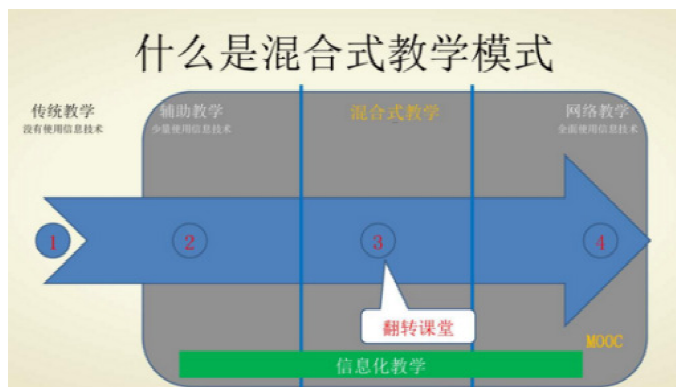 什么是混合式教学模式
传统教学
没有使用信息技术
辅助教学
少量使用信息技术
混合式教学
网络教学
全面使用信息技术
1
2
3
4
翻转课堂
MOOC
信息化教学